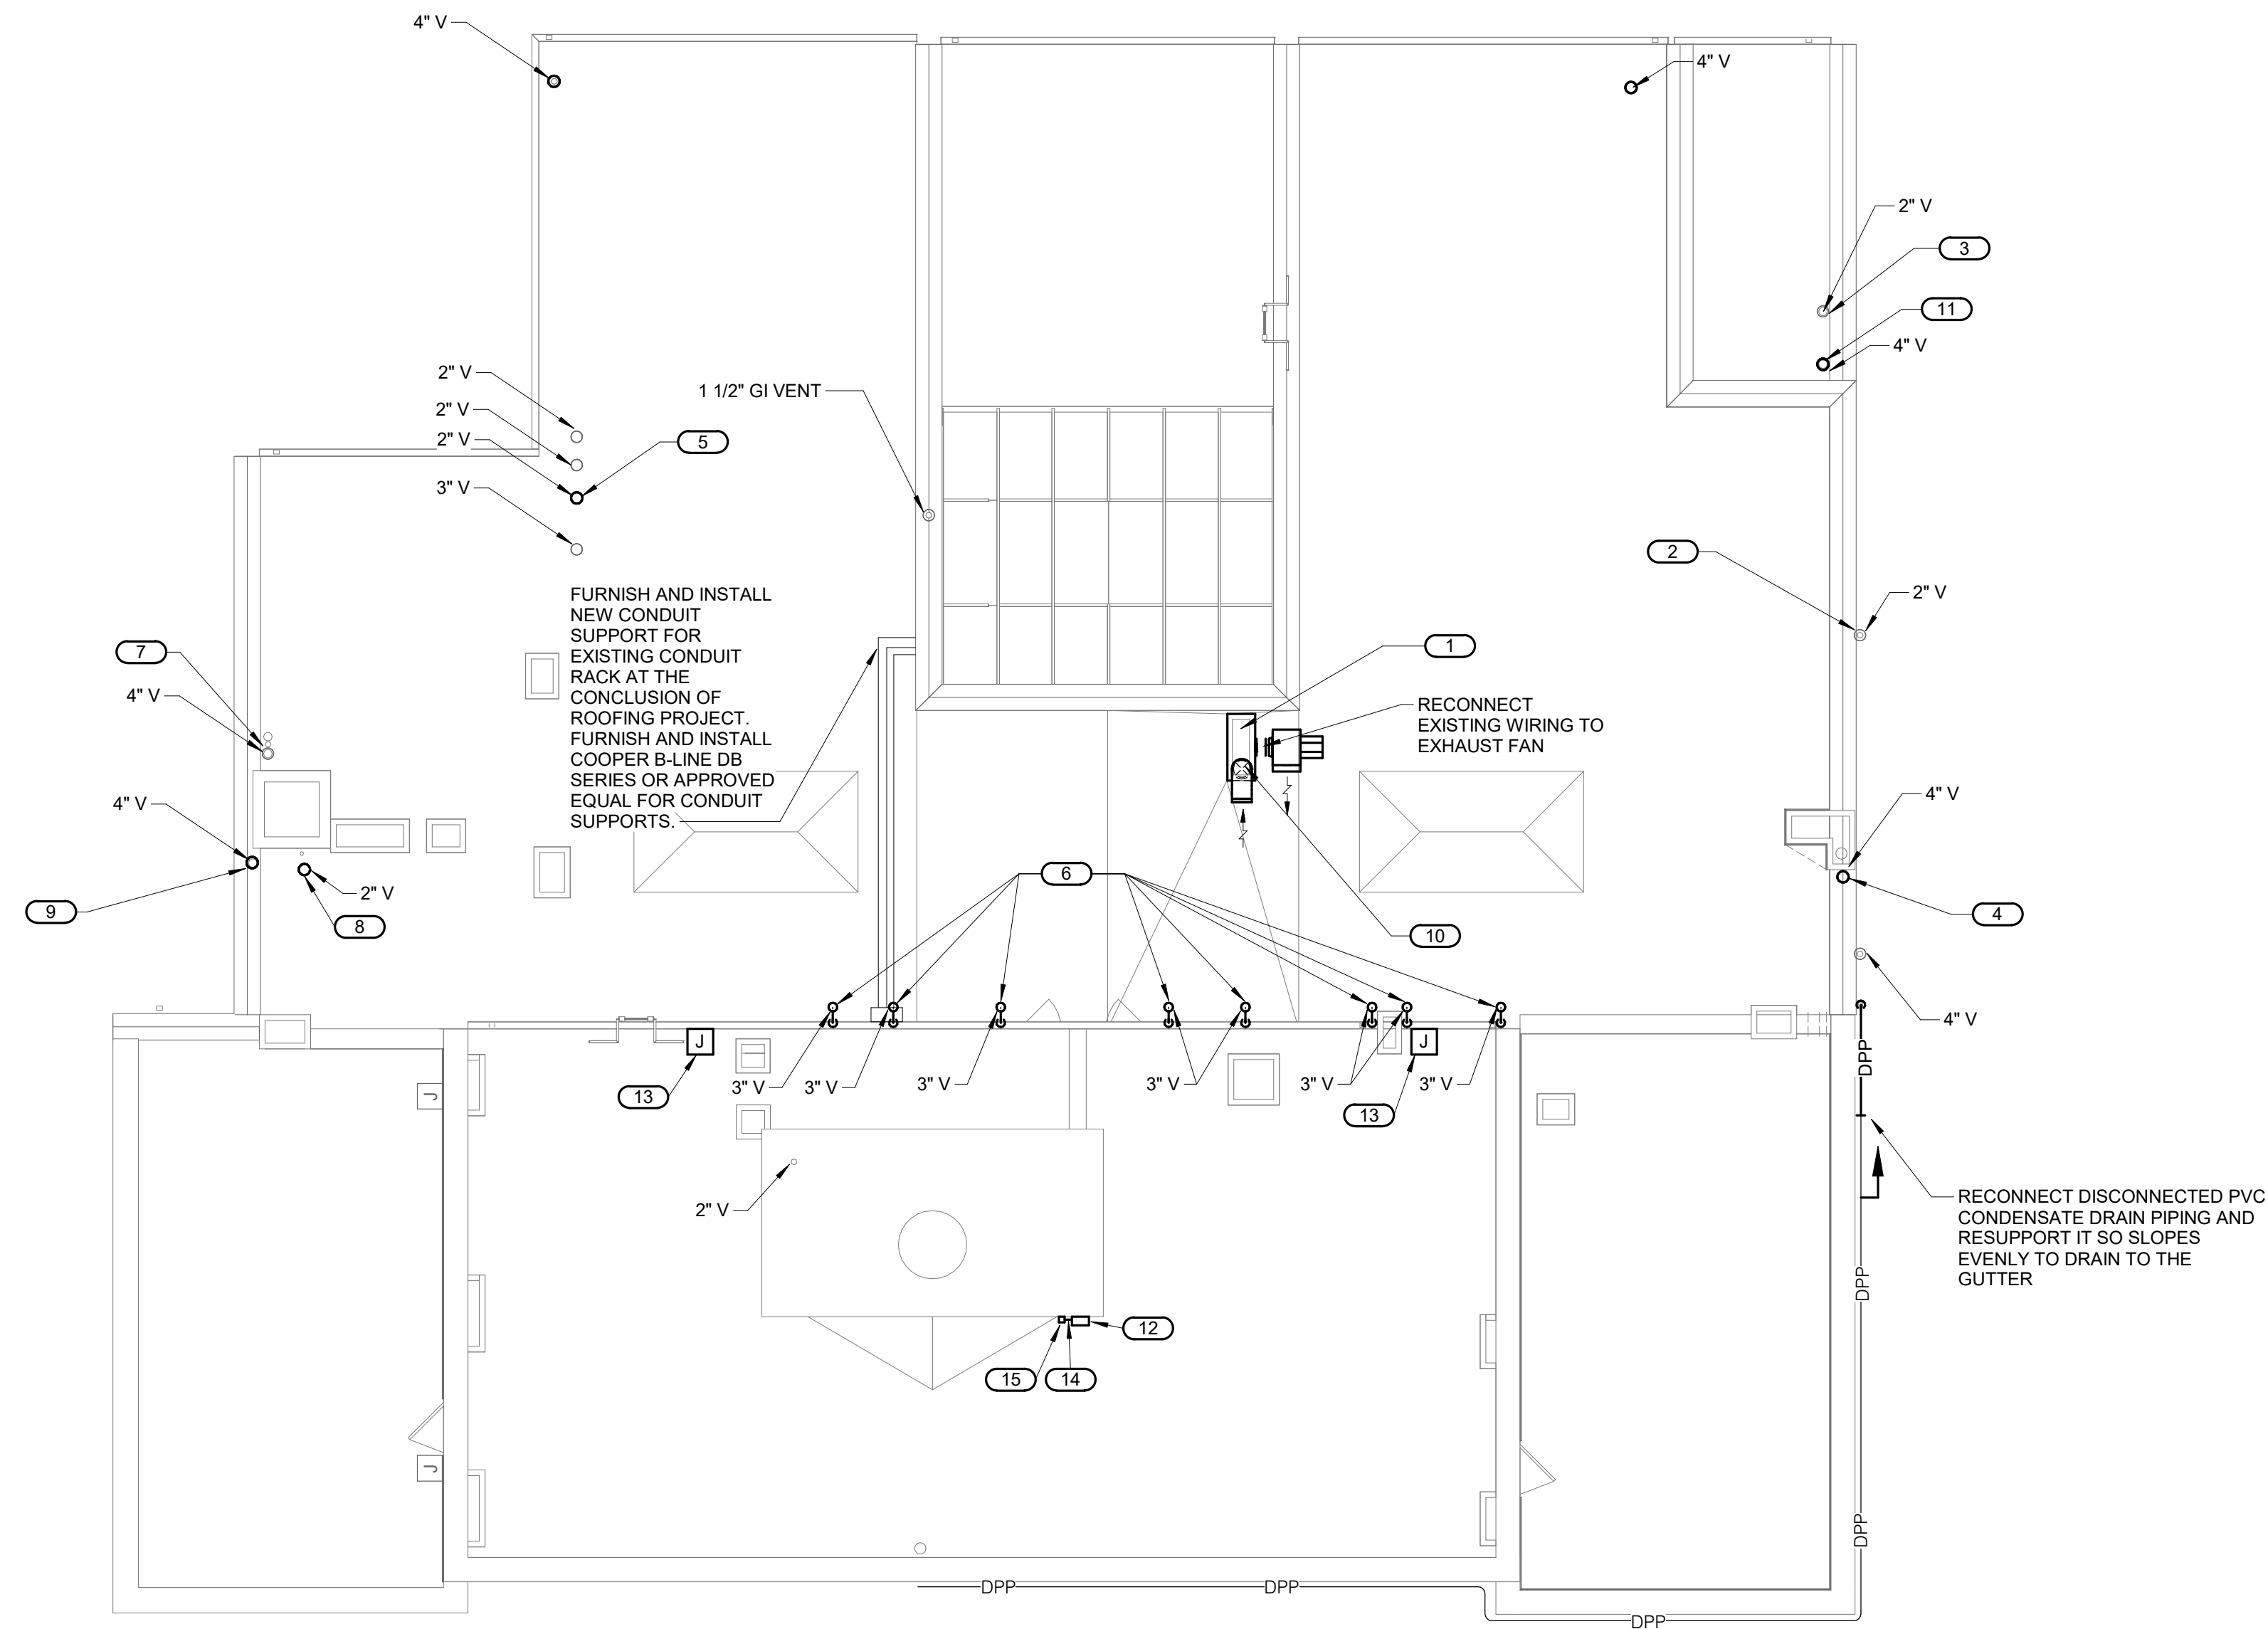 4" V
4" V
2" V
3
11
4" V
2" V
1 1/2" GI VENT
2" V
2" V
5
3" V
2
2" V
FURNISH AND INSTALL
NEW CONDUIT
SUPPORT FOR
EXISTING CONDUIT
RACK AT THE
CONCLUSION OF
ROOFING PROJECT.
FURNISH AND INSTALL
COOPER B-LINE DB
SERIES OR APPROVED
EQUAL FOR CONDUIT
SUPPORTS.
7
4" V
1
RECONNECT
EXISTING WIRING TO
EXHAUST FAN
4" V
4" V
2" V
9
8
6
10
4
4" V
J
J
13
3" V
3" V
3" V
3" V
3" V
3" V
13
J
DPP
2" V
RECONNECT DISCONNECTED PVC
CONDENSATE DRAIN PIPING AND
RESUPPORT IT SO SLOPES
EVENLY TO DRAIN TO THE
GUTTER
DPP
12
15
14
J
DPP
DPP
DPP
DPP